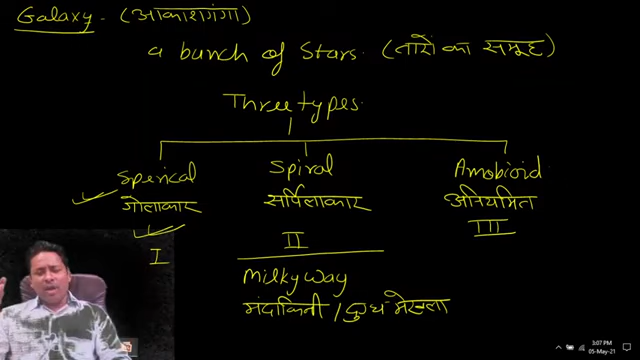 Galaxy - (आकाशगंगा)
a bunch of Stars. (तारों का समूह)
Three types.
Sperical Spiral Amobioid
गोलाकार सर्पिलाकार अनियमित
I II III
Milky Way
मंदाकिनी / दुग्ध मेखला
3:07 PM
05-May-21